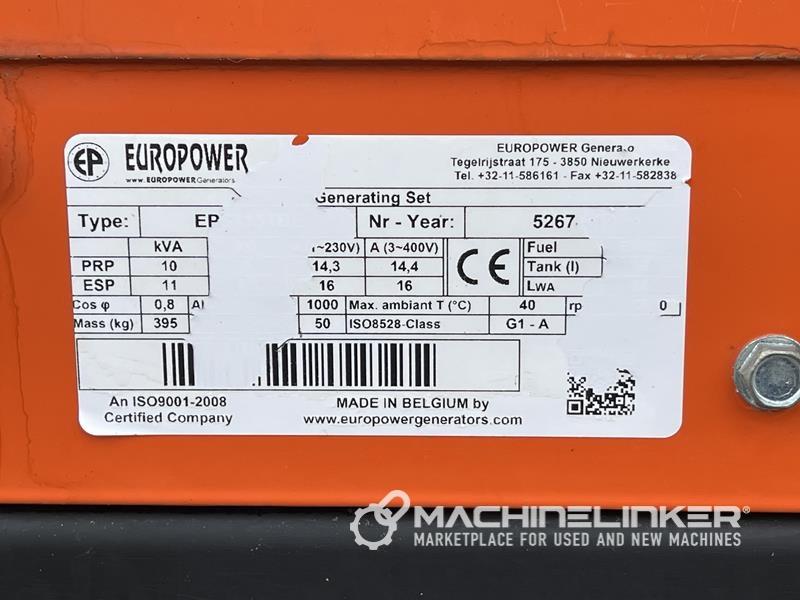 EP EUROPOWER
www.EUROPOWERGenerators
EUROPOWER Genera
Tegelrijstraat 175 - 3850 Nieuwerkerke
Tel. +32-11-586161 - Fax +32-11-582838
Generating Set
Type: EP Nr - Year: 5267
kVA ~230V) A (3~400V) CE Fuel
PRP 10 14,3 14,4 Tank (l)
ESP 11 16 16 LWA
Cos φ 0,8 1000 Max. ambiant T (°C) 40 rp 0
Mass (kg) 395 50 ISO8528-Class G1 - A
An ISO9001-2008
Certified Company
MADE IN BELGIUM by
www.europowergenerators.com
MACHINELINKER
MARKETPLACE FOR USED AND NEW MACHINES